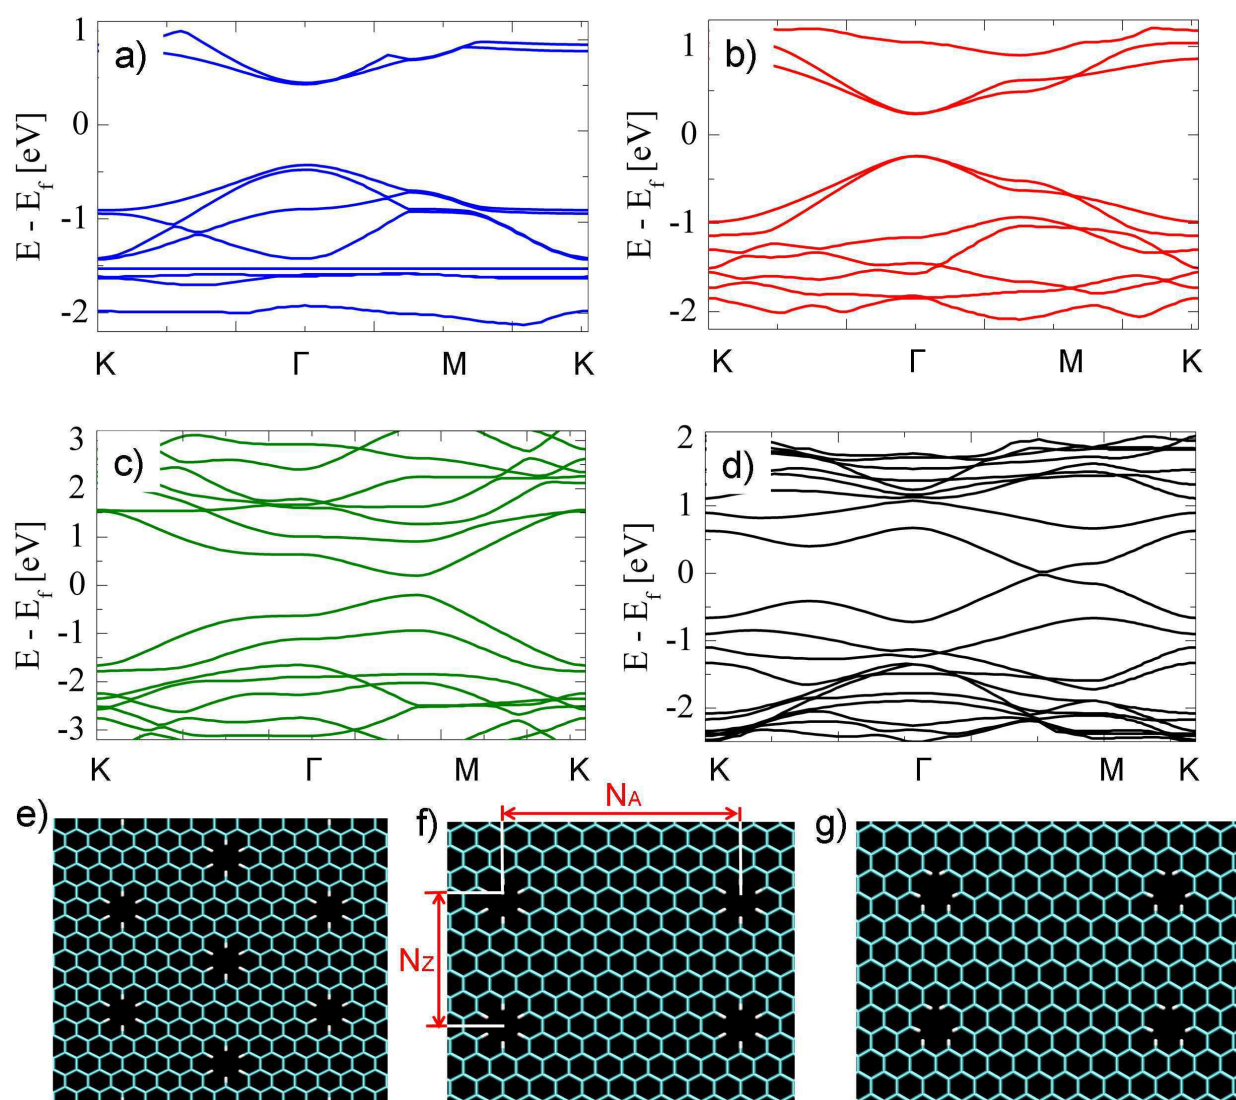 a)
E - E_f [eV]
1
0
-1
-2
K Γ M K
b)
E - E_f [eV]
1
0
-1
-2
K Γ M K
c)
E - E_f [eV]
3
2
1
0
-1
-2
-3
K Γ M K
d)
E - E_f [eV]
2
1
0
-1
-2
K Γ M K
e)
f)
N_A
N_Z
g)